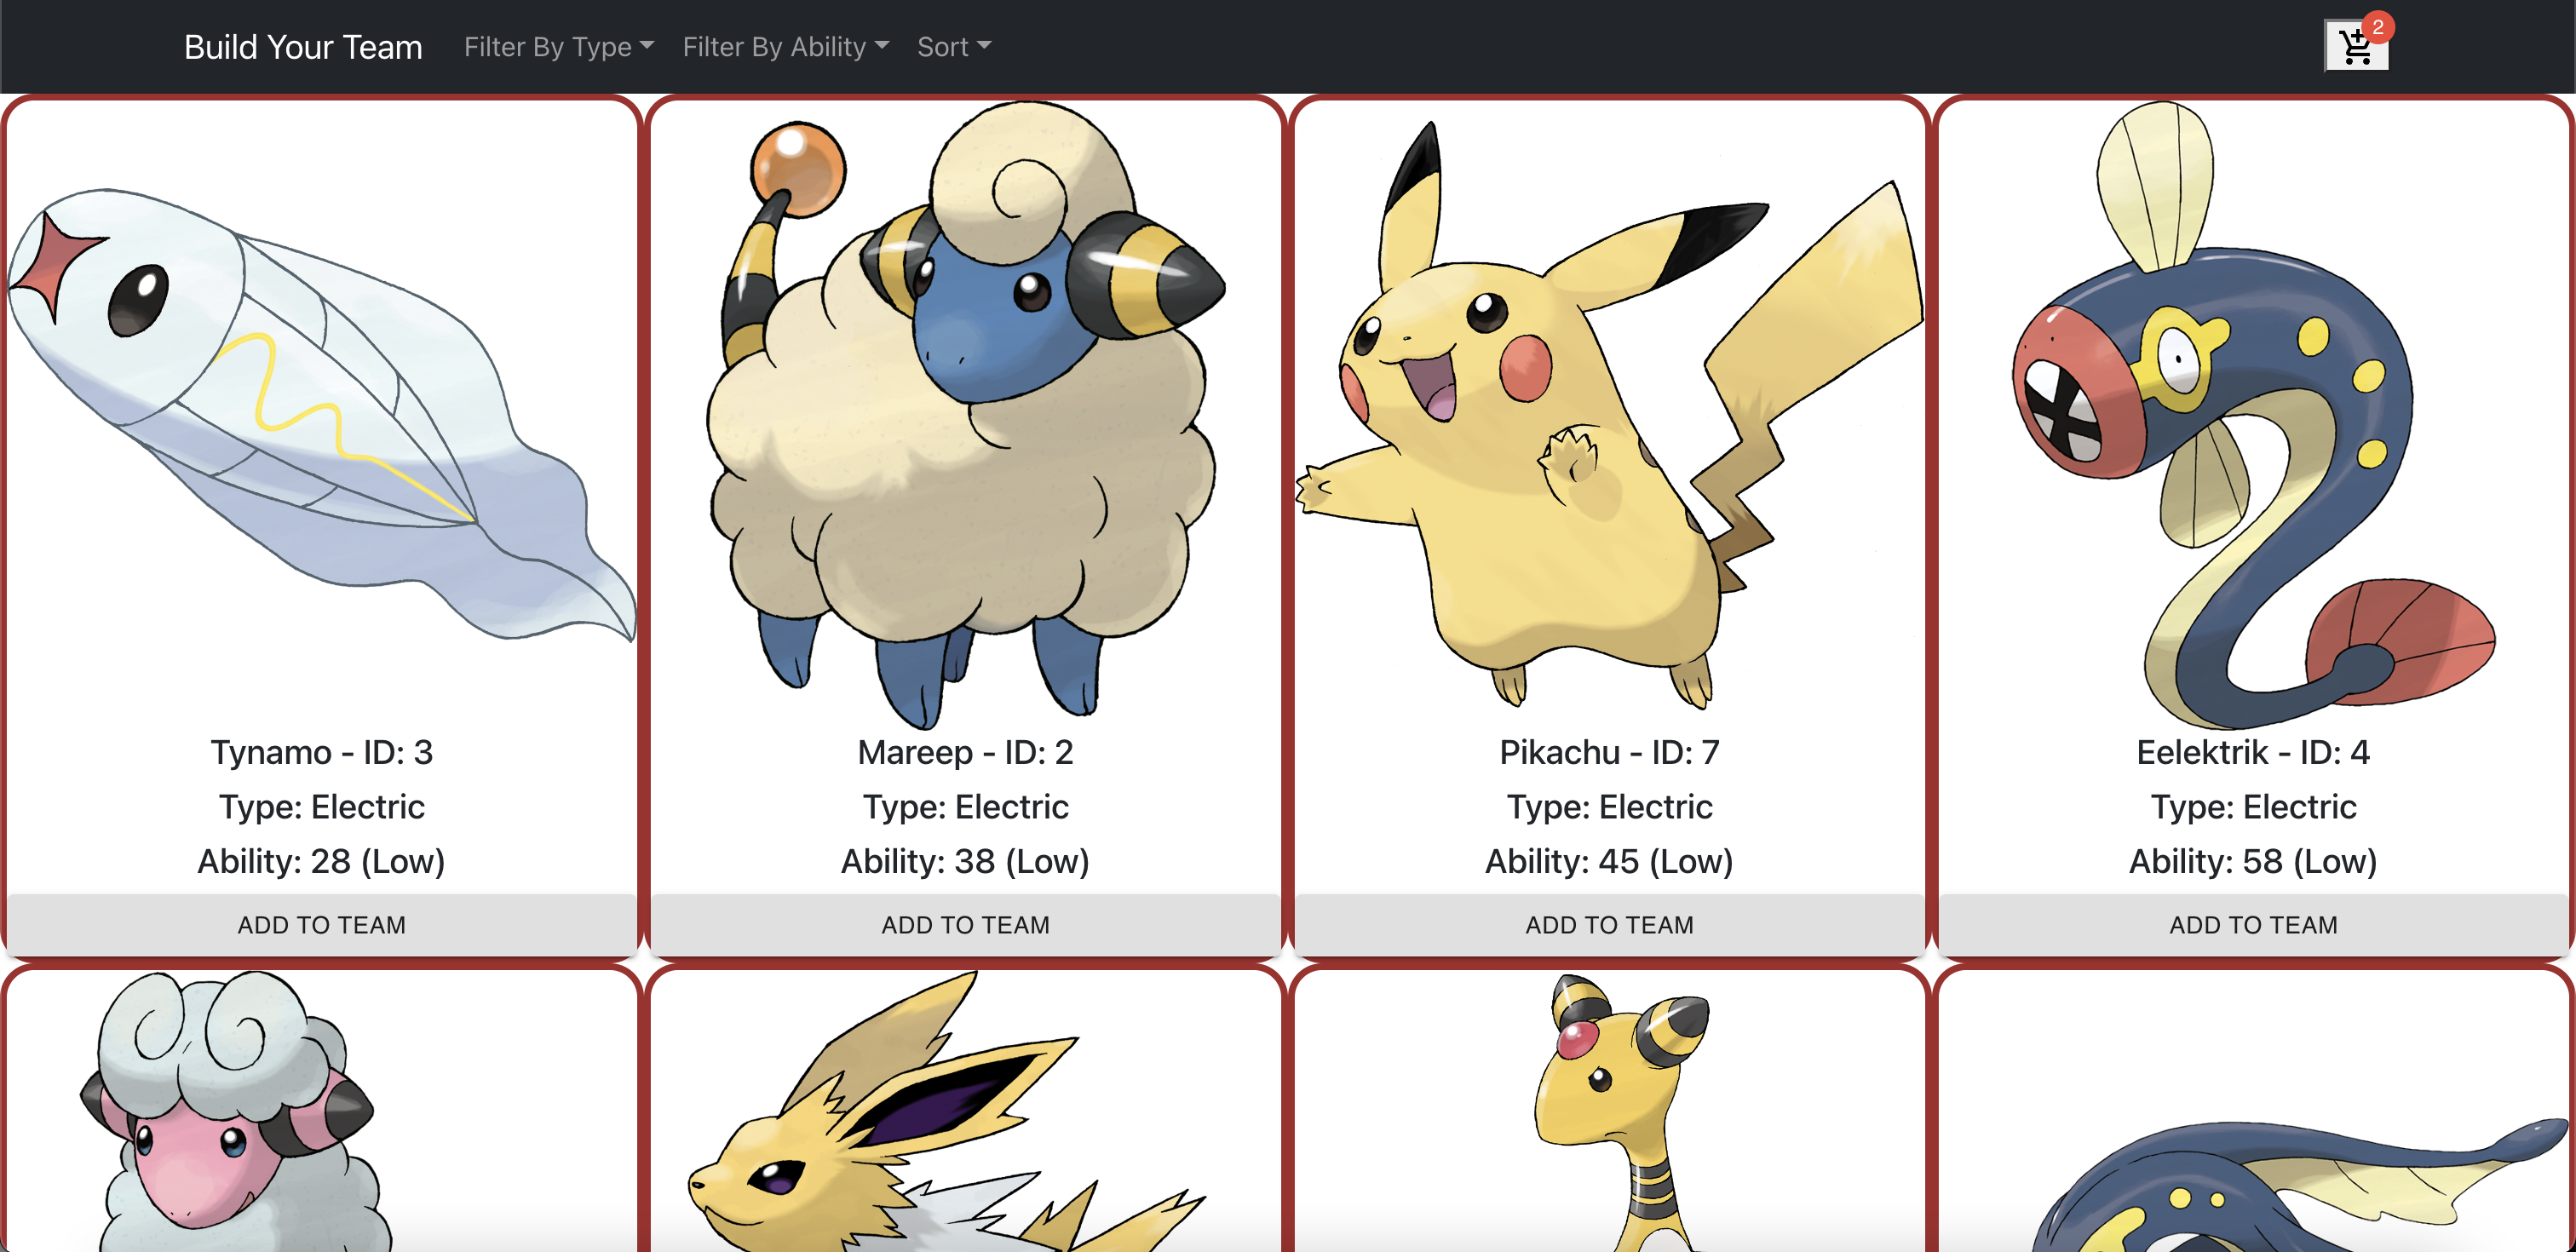 Build Your Team Filter By Type Filter By Ability Sort 2
Tynamo - ID: 3
Type: Electric
Ability: 28 (Low)
ADD TO TEAM
Mareep - ID: 2
Type: Electric
Ability: 38 (Low)
ADD TO TEAM
Pikachu - ID: 7
Type: Electric
Ability: 45 (Low)
ADD TO TEAM
Eelektrik - ID: 4
Type: Electric
Ability: 58 (Low)
ADD TO TEAM